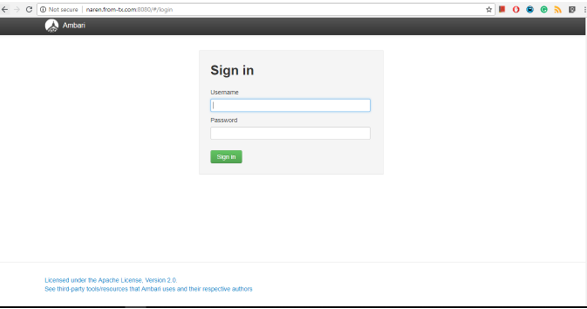 Not secure | naren.from-tx.com:8080/#/login
Ambari
Sign in
Username
Password
Sign in
Licensed under the Apache License, Version 2.0.
See third-party tools/resources that Ambari uses and their respective authors